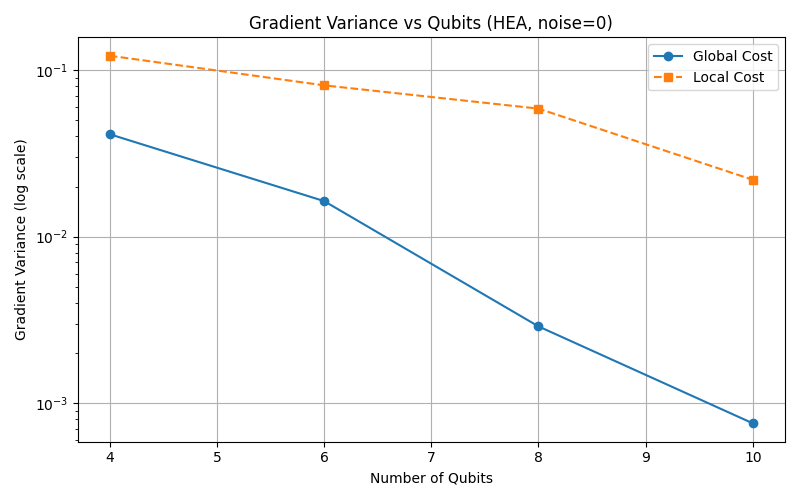 Gradient Variance vs Qubits (HEA, noise=0)
Global Cost
Local Cost
Gradient Variance (log scale)
10⁻¹
10⁻²
10⁻³
4 5 6 7 8 9 10
Number of Qubits